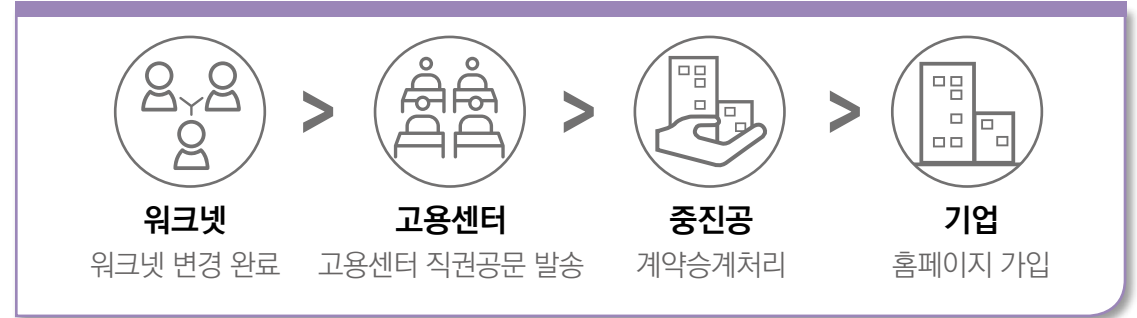 워크넷
워크넷 변경 완료
>
고용센터
고용센터 직권공문 발송
>
중진공
계약승계처리
>
기업
홈페이지 가입